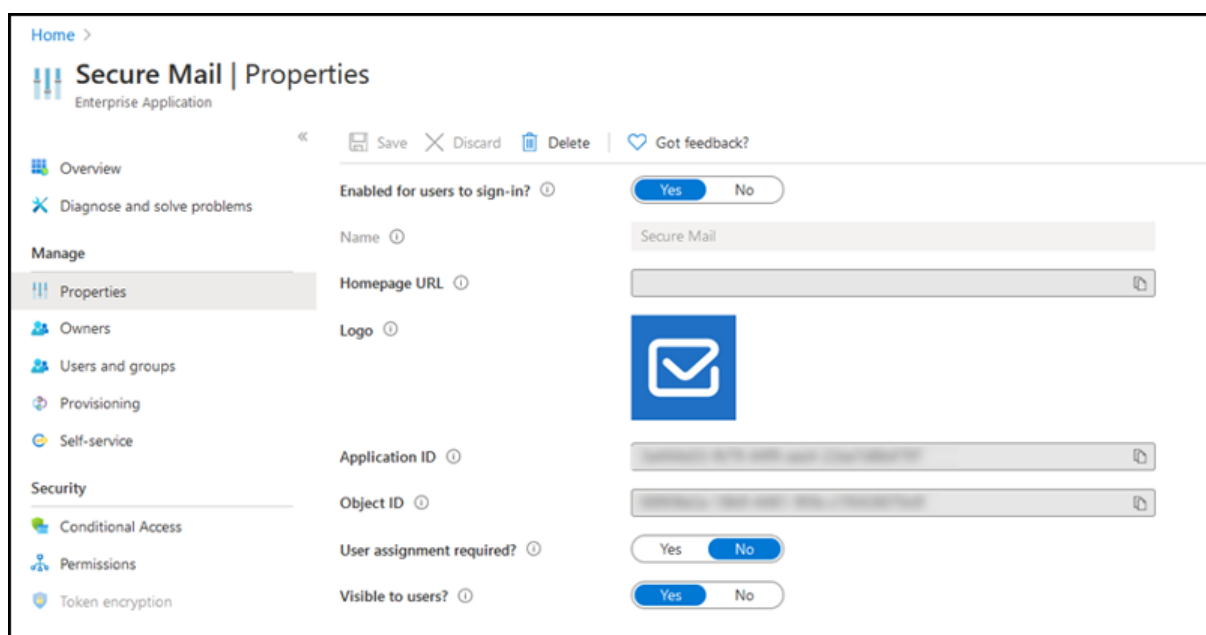 Home >
Secure Mail | Properties
Enterprise Application
Save Discard Delete Got feedback?
Overview
Diagnose and solve problems
Manage
Properties
Owners
Users and groups
Provisioning
Self-service
Security
Conditional Access
Permissions
Token encryption
Enabled for users to sign-in? Yes No
Name Secure Mail
Homepage URL
Logo
Application ID
Object ID
User assignment required? Yes No
Visible to users? Yes No